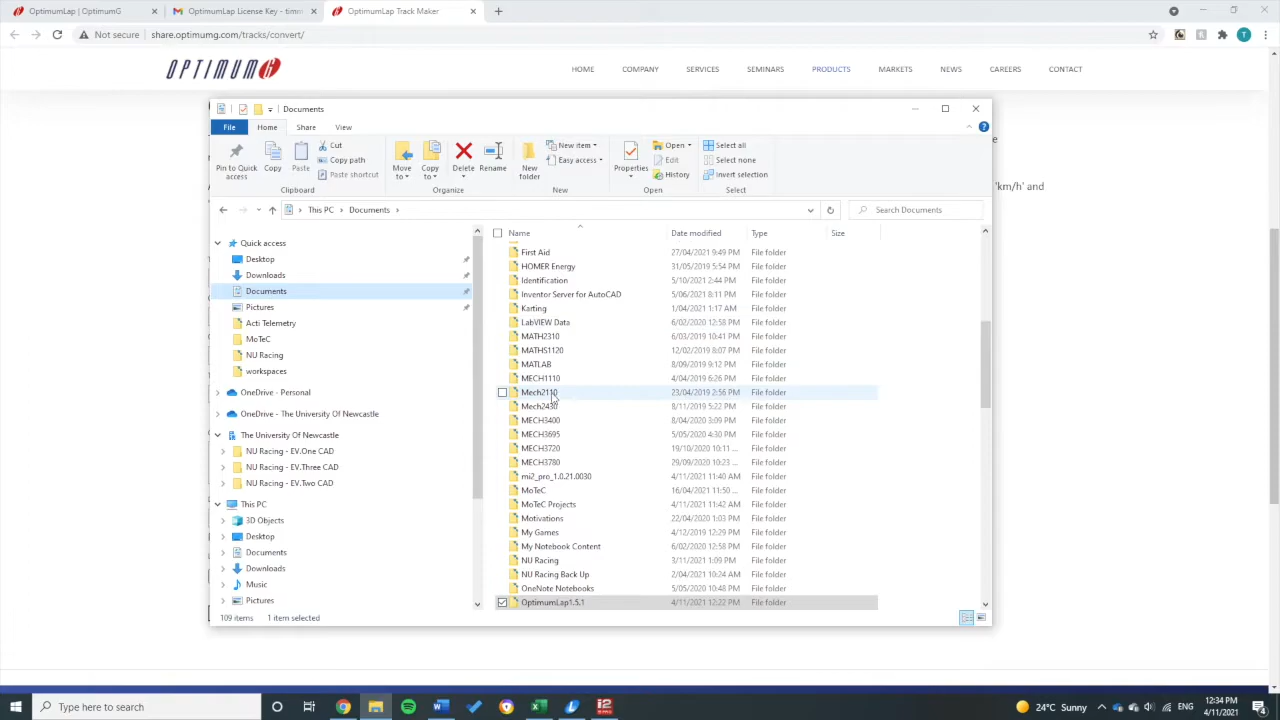 OptimumLap | OptimumG
OptimumLap License Key - timm
OptimumLap Track Maker
Not secure
share.optimumg.com/tracks/convert/
T
OPTIMUM G
HOME
COMPANY
SERVICES
SEMINARS
PRODUCTS
MARKETS
NEWS
CAREERS
CONTACT
Documents
File
Home
Share
View
Pin to Quick access
Copy
Paste
Cut
Copy path
Paste shortcut
Clipboard
Move to
Copy to
Delete
Rename
Organize
New folder
New item
Easy access
New
Properties
Open
Edit
History
Open
Select all
Select none
Invert selection
Select
'km/h' and
This PC
Documents
Search Documents
Quick access
Desktop
Downloads
Documents
Pictures
Acti Telemetry
MoTeC
NU Racing
workspaces
OneDrive - Personal
OneDrive - The University Of Newcastle
The University Of Newcastle
NU Racing - EV.One CAD
NU Racing - EV.Three CAD
NU Racing - EV.Two CAD
This PC
3D Objects
Desktop
Documents
Downloads
Music
Pictures
Name Date modified Type Size
First Aid 27/04/2021 9:49 PM File folder
HOMER Energy 31/05/2019 5:54 PM File folder
Identification 5/10/2021 2:44 PM File folder
Inventor Server for AutoCAD 5/06/2021 8:11 PM File folder
Karting 1/04/2021 1:17 AM File folder
LabVIEW Data 6/02/2020 12:58 PM File folder
MATH2310 6/03/2019 10:41 PM File folder
MATHS1120 12/02/2019 8:07 PM File folder
MATLAB 8/09/2019 9:12 PM File folder
MECH1110 4/04/2019 6:26 PM File folder
Mech2110 23/04/2019 2:56 PM File folder
Mech2430 8/11/2019 5:22 PM File folder
MECH3400 8/04/2020 3:09 PM File folder
MECH3695 5/05/2020 4:30 PM File folder
MECH3720 19/10/2020 10:11 ... File folder
MECH3780 29/09/2020 10:23 ... File folder
mi2_pro_1.0.21.0030 4/11/2021 11:40 AM File folder
MoTeC 16/04/2021 11:50 ... File folder
MoTeC Projects 4/11/2021 11:42 AM File folder
Motivations 22/04/2020 1:03 PM File folder
My Games 4/12/2019 12:29 PM File folder
My Notebook Content 6/02/2020 12:58 PM File folder
NU Racing 3/11/2021 1:09 PM File folder
NU Racing Back Up 2/04/2021 10:24 AM File folder
OneNote Notebooks 5/05/2020 10:48 PM File folder
OptimumLap1.5.1 4/11/2021 12:22 PM File folder
109 items
1 item selected
Type here to search
24°C Sunny
ENG
12:34 PM
4/11/2021
4